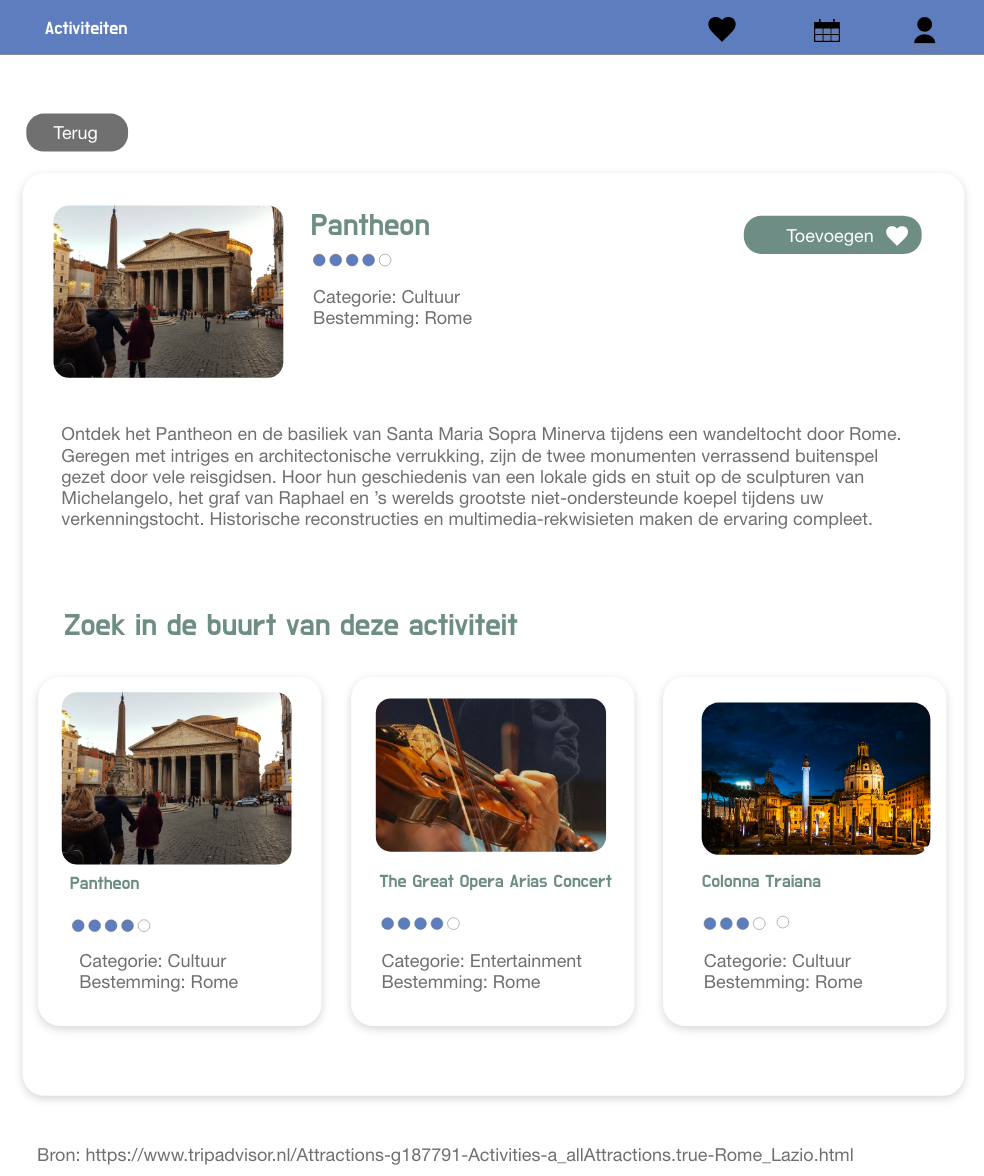 Activiteiten
Terug
Pantheon
Toevoegen
Categorie: Cultuur
Bestemming: Rome
Ontdek het Pantheon en de basiliek van Santa Maria Sopra Minerva tijdens een wandeltocht door Rome.
Geregen met intriges en architectonische verrukking, zijn de twee monumenten verrassend buitenspel
gezet door vele reisgidsen. Hoor hun geschiedenis van een lokale gids en stuit op de sculpturen van
Michelangelo, het graf van Raphael en ’s werelds grootste niet-ondersteunde koepel tijdens uw
verkenningstocht. Historische reconstructies en multimedia-rekwisieten maken de ervaring compleet.
Zoek in de buurt van deze activiteit
Pantheon
Categorie: Cultuur
Bestemming: Rome
The Great Opera Arias Concert
Categorie: Entertainment
Bestemming: Rome
Colonna Traiana
Categorie: Cultuur
Bestemming: Rome
Bron: https://www.tripadvisor.nl/Attractions-g187791-Activities-a_allAttractions.true-Rome_Lazio.html